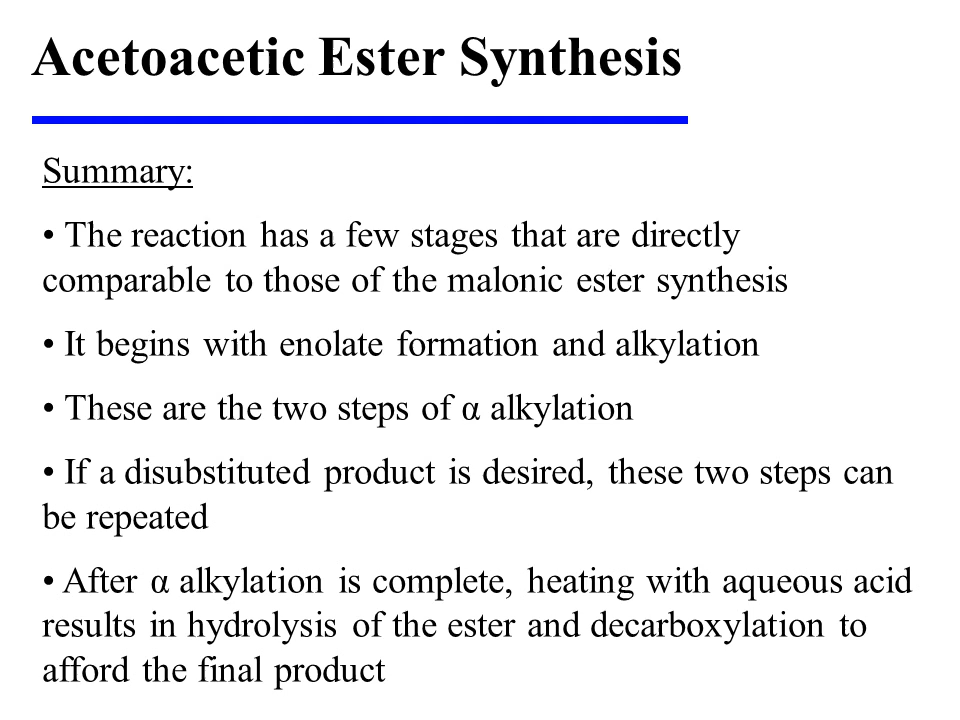 Acetoacetic Ester Synthesis
Summary:
• The reaction has a few stages that are directly
comparable to those of the malonic ester synthesis
• It begins with enolate formation and alkylation
• These are the two steps of α alkylation
• If a disubstituted product is desired, these two steps can
be repeated
• After α alkylation is complete, heating with aqueous acid
results in hydrolysis of the ester and decarboxylation to
afford the final product